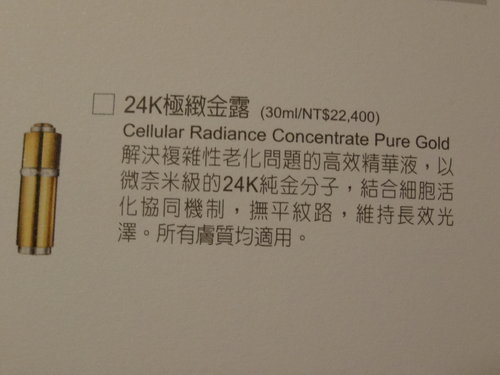 24K極緻金露 (30ml/NT$22,400)
Cellular Radiance Concentrate Pure Gold
解決複雜性老化問題的高效精華液，以
微奈米級的24K純金分子，結合細胞活
化協同機制，撫平紋路，維持長效光
澤。所有膚質均適用。